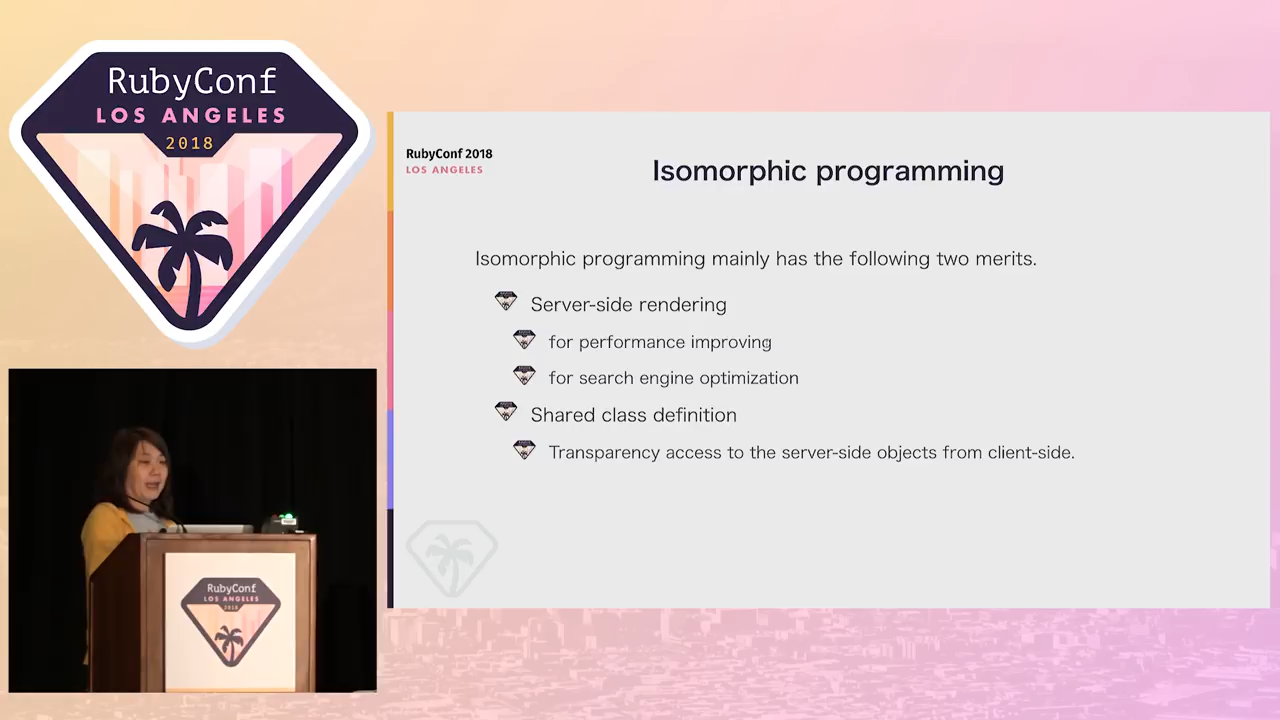 RubyConf
LOS ANGELES
2018
RubyConf 2018
LOS ANGELES
Isomorphic programming
Isomorphic programming mainly has the following two merits.
Server-side rendering
for performance improving
for search engine optimization
Shared class definition
Transparency access to the server-side objects from client-side.
RubyConf
LOS ANGELES
2018